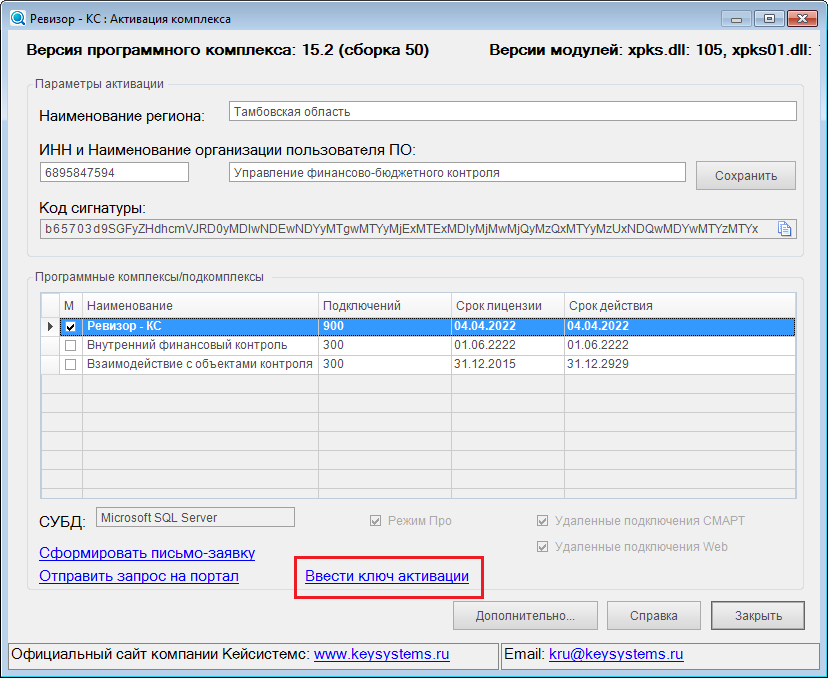 Ревизор - КС : Активация комплекса
Версия программного комплекса: 15.2 (сборка 50) Версии модулей: xpks.dll: 105, xpks01.dll:
Параметры активации
Наименование региона: Тамбовская область
ИНН и Наименование организации пользователя ПО:
6895847594 Управление финансово-бюджетного контроля Сохранить
Код сигнатуры:
b65703d9SGFyZHdhcmVJRD0yMDIwNDEwNDYyMTgwMTYyMjExMTExMDIyMjMwMjQyMzQxMTYyMzUxNDQwMDYwMTYzMTYx
Программные комплексы/подкомплексы
М Наименование Подключений Срок лицензии Срок действия
Ревизор - КС 900 04.04.2022 04.04.2022
Внутренний финансовый контроль 300 01.06.2222 01.06.2222
Взаимодействие с объектами контроля 300 31.12.2015 31.12.2929
СУБД: Microsoft SQL Server Режим Про Удаленные подключения СМАРТ
Удаленные подключения Web
Сформировать письмо-заявку
Отправить запрос на портал Ввести ключ активации
Дополнительно... Справка Закрыть
Официальный сайт компании Кейсистемс: www.keysystems.ru Email: kru@keysystems.ru